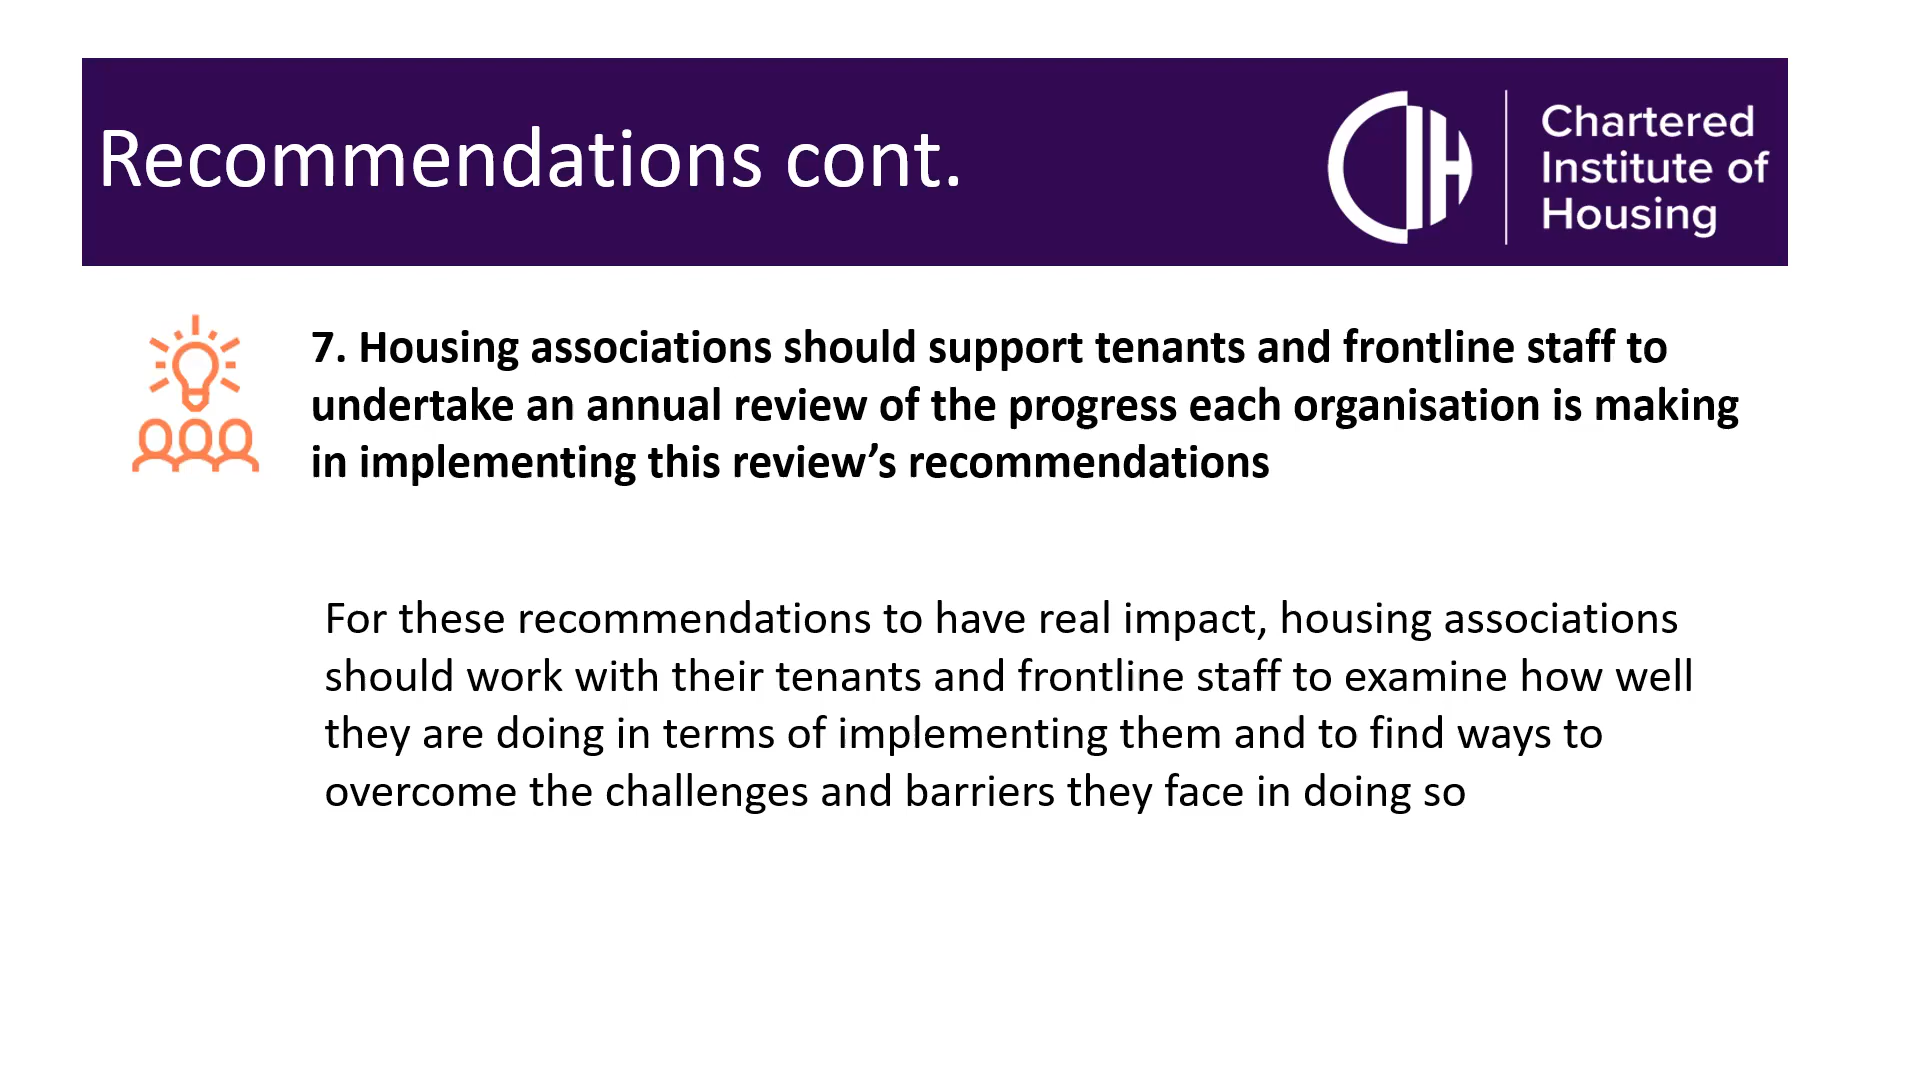 Recommendations cont.
CIH
Chartered
Institute of
Housing
7. Housing associations should support tenants and frontline staff to
undertake an annual review of the progress each organisation is making
in implementing this review’s recommendations
For these recommendations to have real impact, housing associations
should work with their tenants and frontline staff to examine how well
they are doing in terms of implementing them and to find ways to
overcome the challenges and barriers they face in doing so